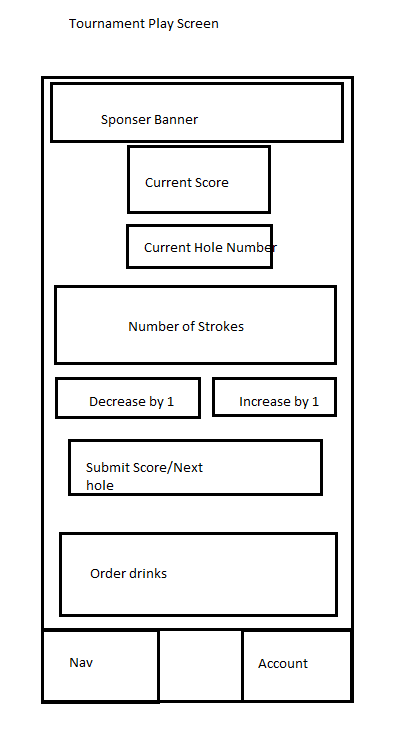 Tournament Play Screen
Sponser Banner
Current Score
Current Hole Number
Number of Strokes
Decrease by 1
Increase by 1
Submit Score/Next
hole
Order drinks
Nav
Account